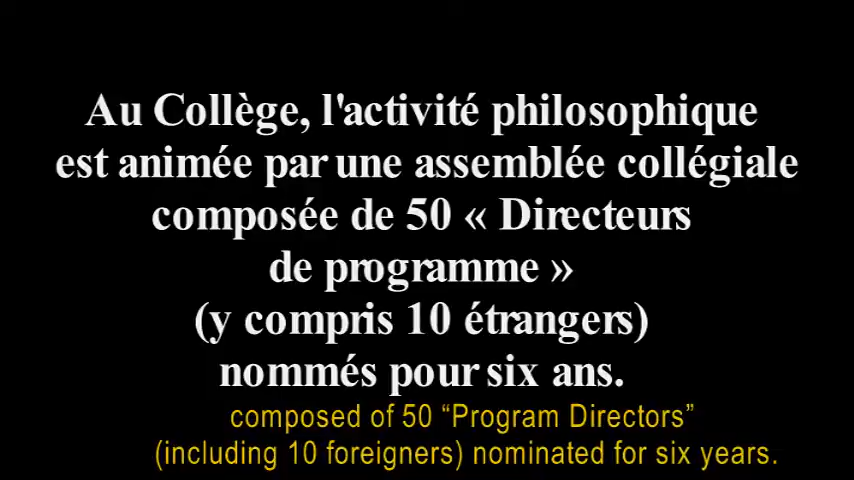 Au Collège, l'activité philosophique
est animée par une assemblée collégiale
composée de 50 « Directeurs
de programme »
(y compris 10 étrangers)
nommés pour six ans.
composed of 50 “Program Directors”
(including 10 foreigners) nominated for six years.